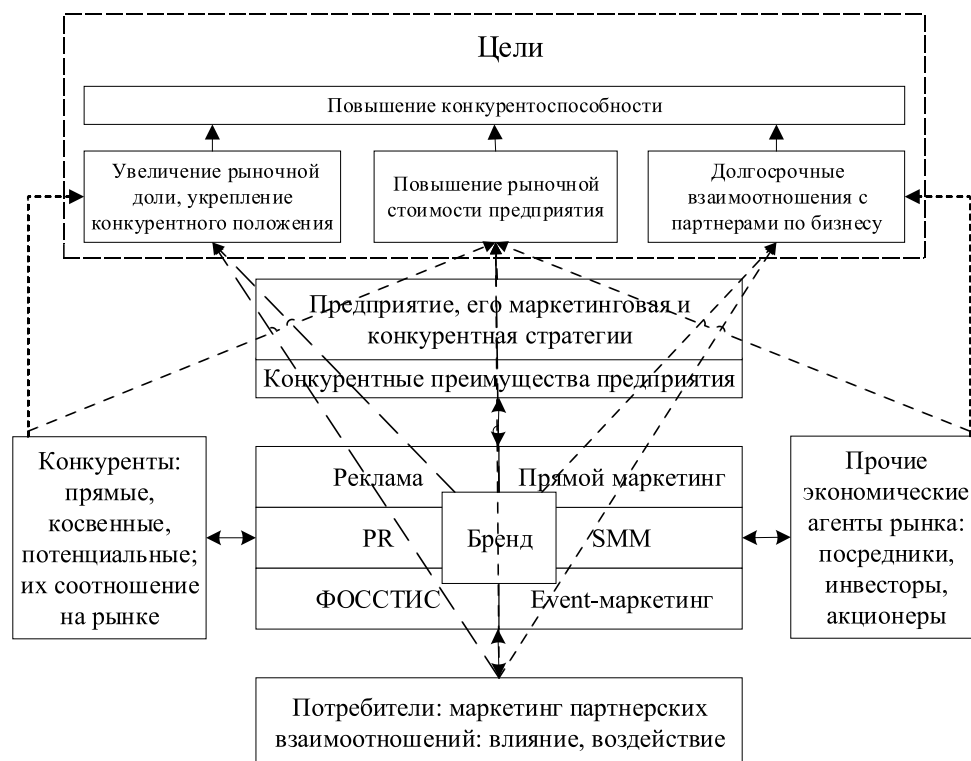 Цели
Повышение конкурентоспособности
Увеличение рыночной
доли, укрепление
конкурентного положения
Повышение рыночной
стоимости предприятия
Долгосрочные
взаимоотношения с
партнерами по бизнесу
Предприятие, его маркетинговая и
конкурентная стратегии
Конкурентные преимущества предприятия
Конкуренты:
прямые,
косвенные,
потенциальные;
их соотношение
на рынке
Реклама
Прямой маркетинг
PR
Бренд
SMM
ФОССТИС
Event-маркетинг
Прочие
экономические
агенты рынка:
посредники,
инвесторы,
акционеры
Потребители: маркетинг партнерских
взаимоотношений: влияние, воздействие